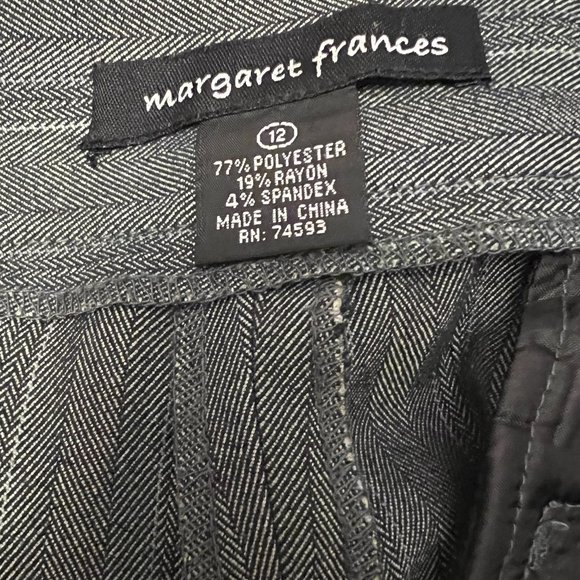 margaret frances
12
77% POLYESTER
19% RAYON
4% SPANDEX
MADE IN CHINA
RN: 74593